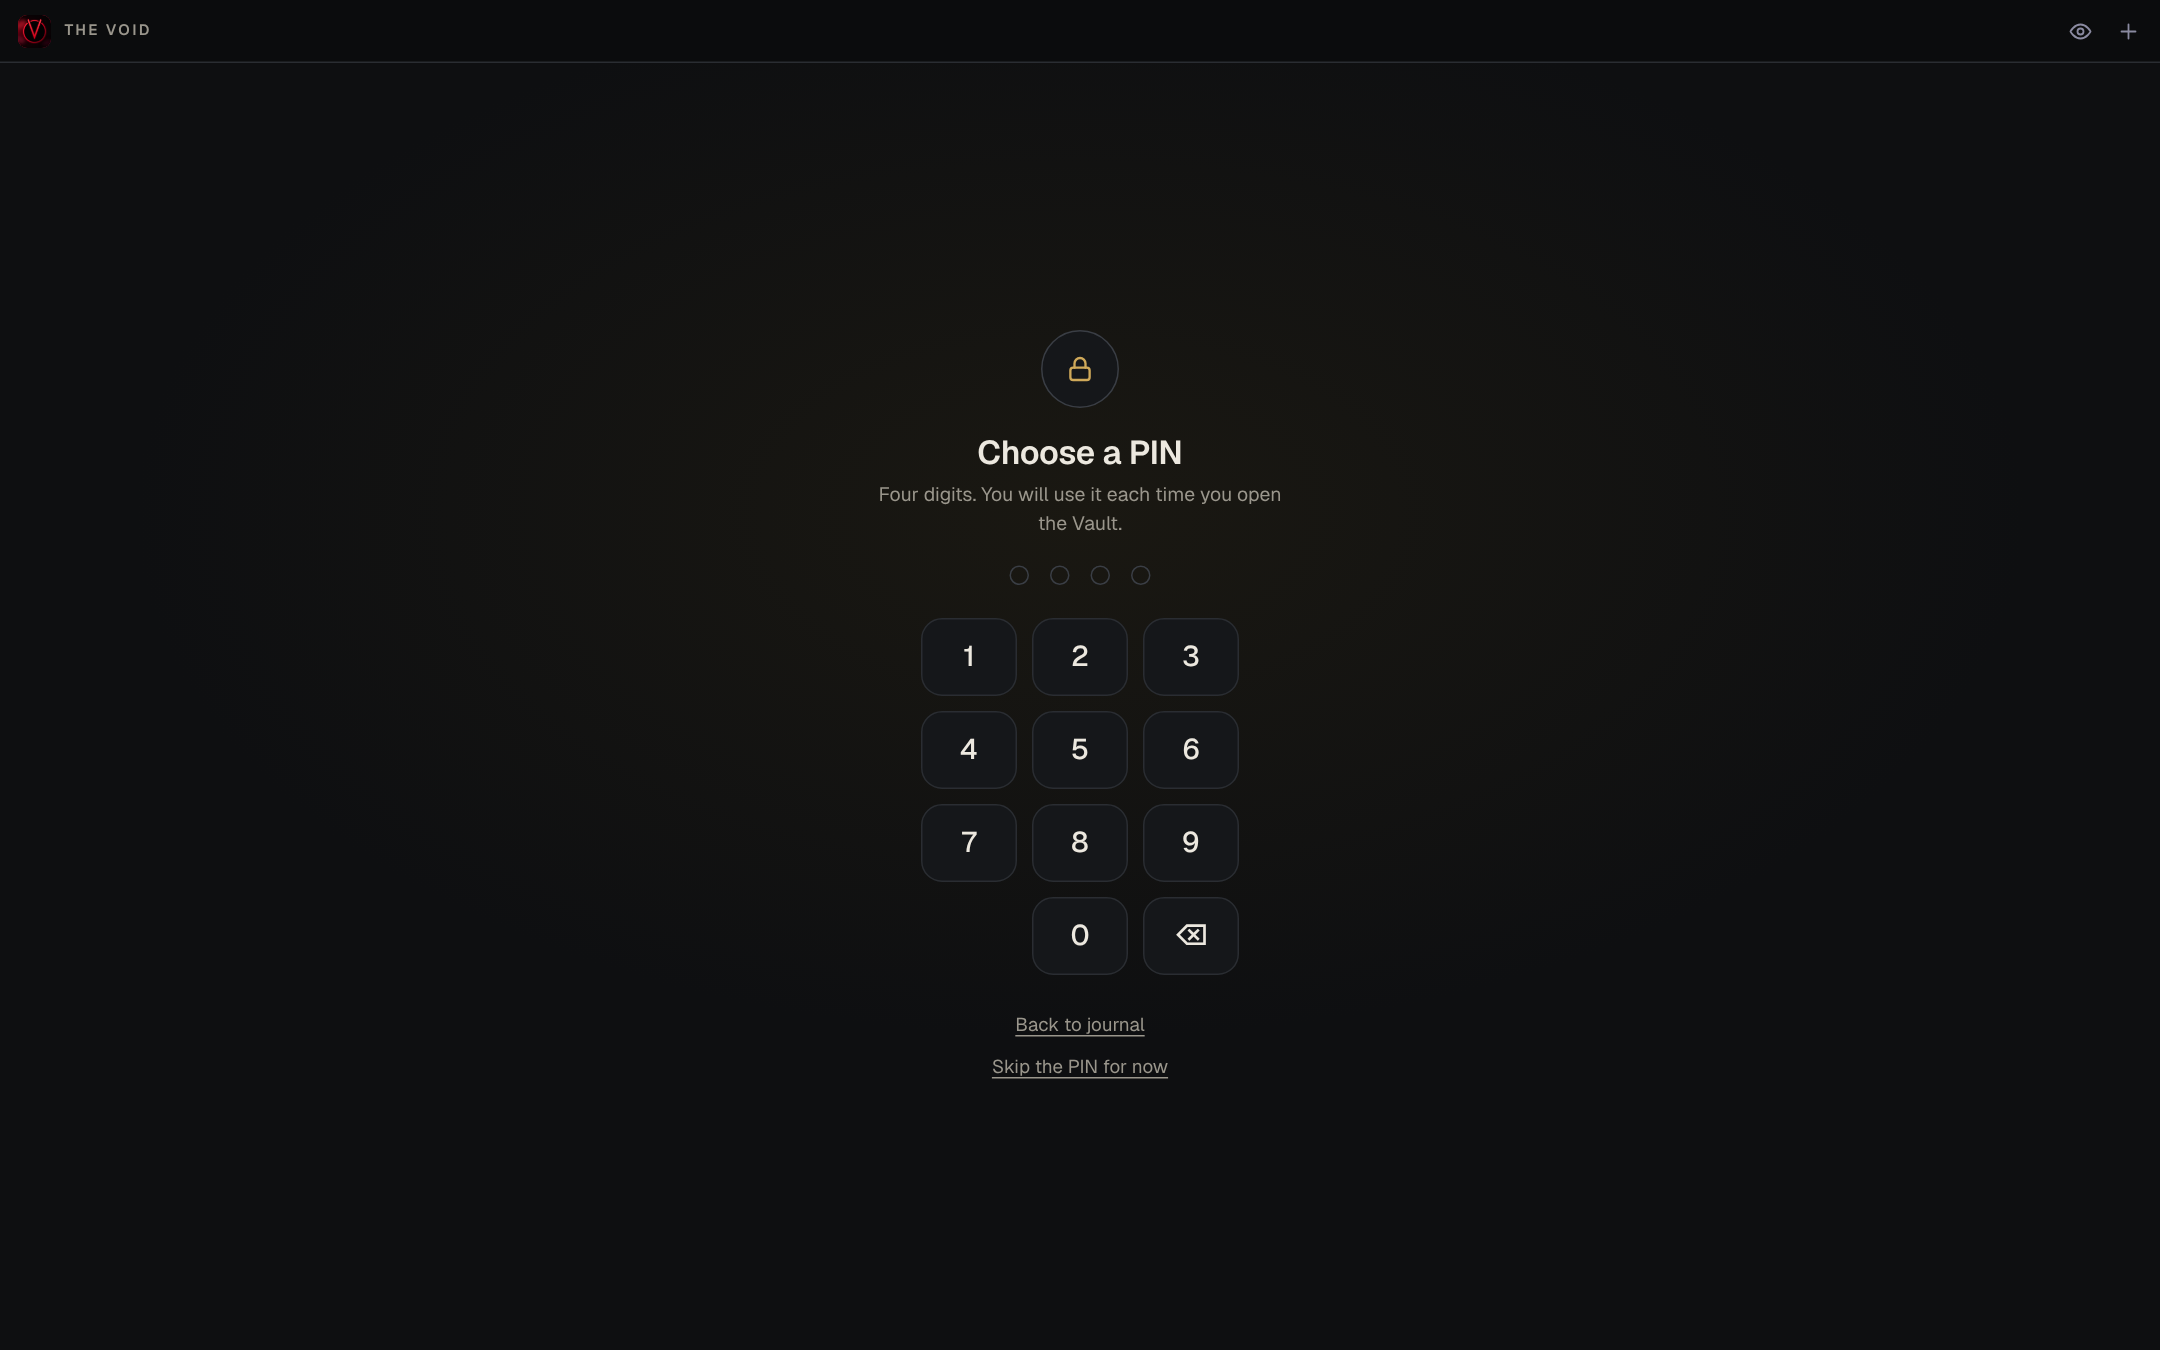 THE VOID
Choose a PIN
Four digits. You will use it each time you open
the Vault.
1 2 3
4 5 6
7 8 9
0
Back to journal
Skip the PIN for now